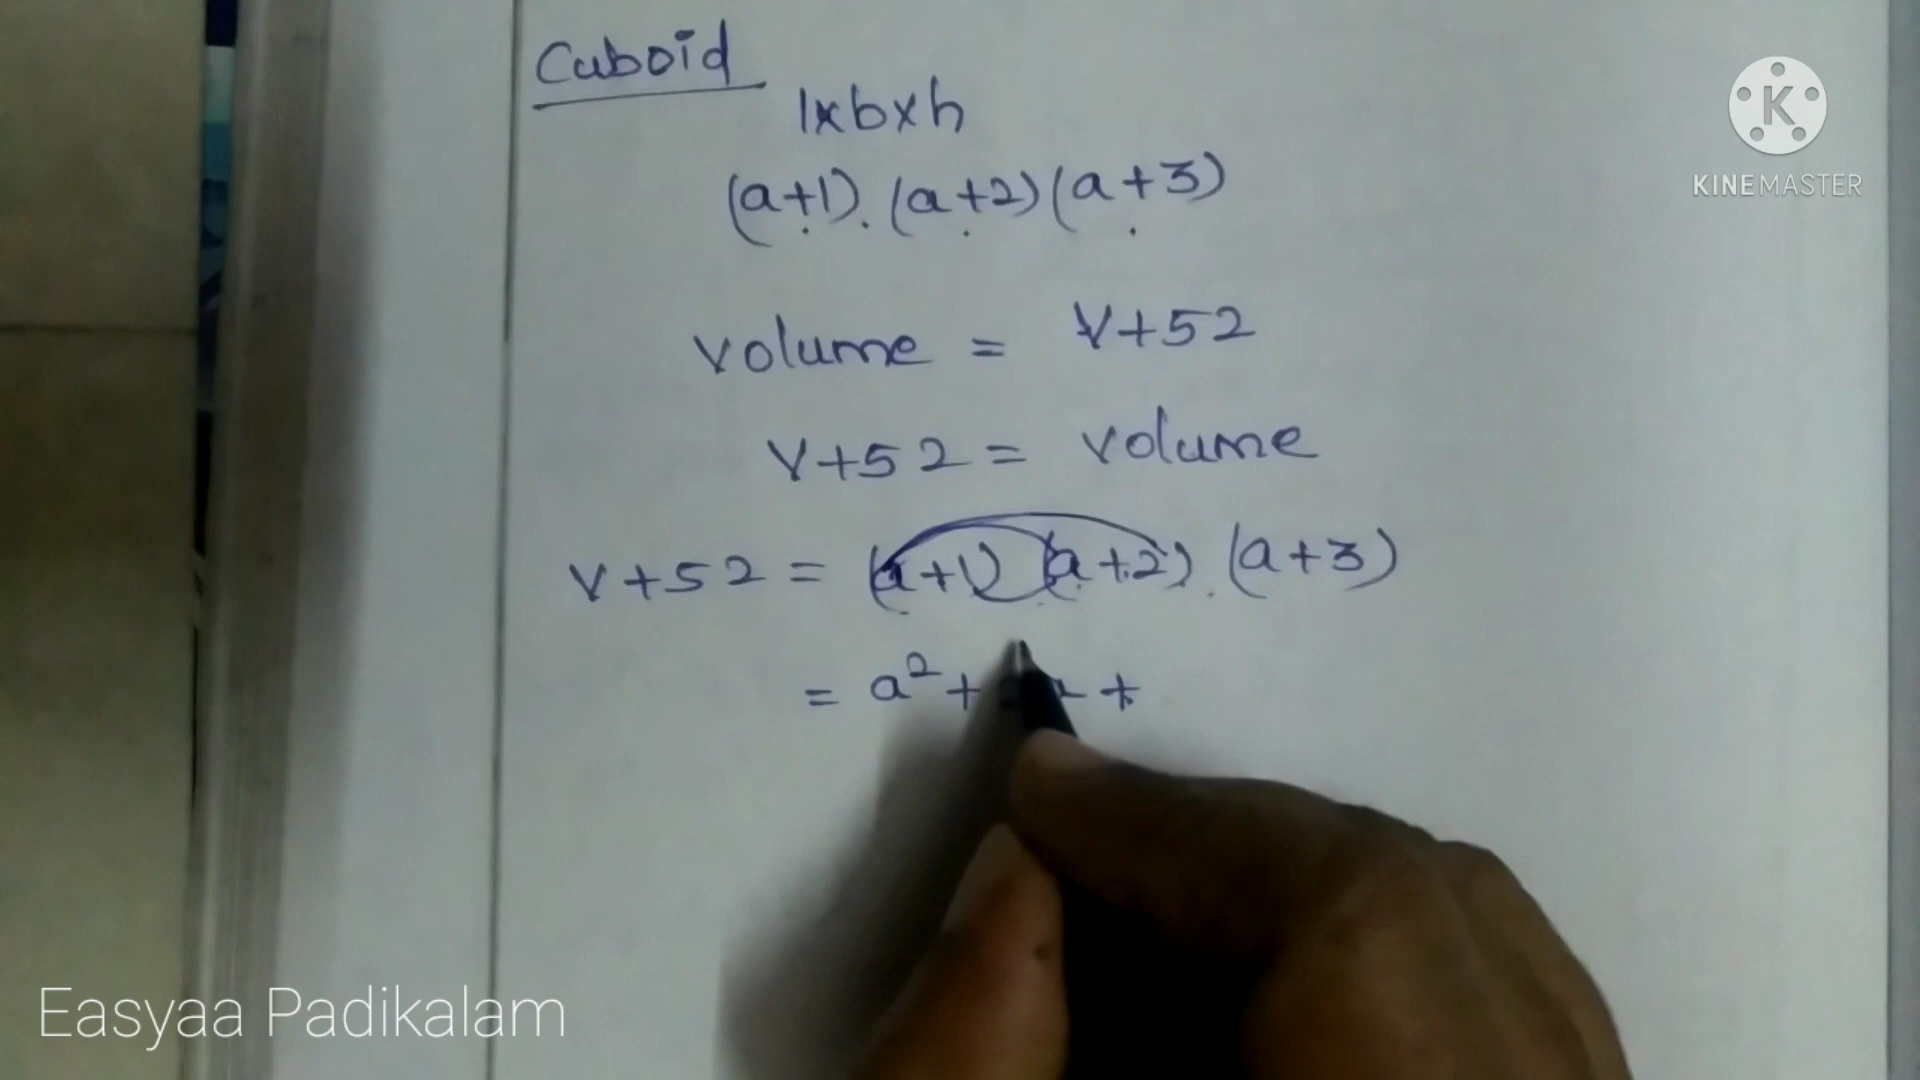 Cuboid
l×b×h
(a+1).(a+2)(a+3)
volume = V+52
V+52 = volume
V+52 = (a+1) (a+2).(a+3)
= a²+ a +
K
KINEMASTER
Easyaa Padikalam